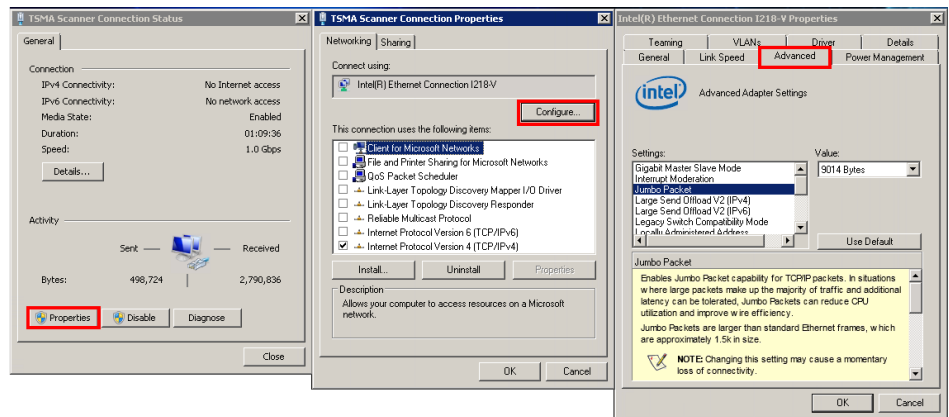 TSMA Scanner Connection Status
General
Connection
IPv4 Connectivity: No Internet access
IPv6 Connectivity: No network access
Media State: Enabled
Duration: 01:09:36
Speed: 1.0 Gbps
Details...
Activity
Sent — — Received
Bytes: 498,724 | 2,790,836
Properties Disable Diagnose
Close
TSMA Scanner Connection Properties
Networking Sharing
Connect using:
Intel(R) Ethernet Connection I218-V
Configure...
This connection uses the following items:
Client for Microsoft Networks
File and Printer Sharing for Microsoft Networks
QoS Packet Scheduler
Link-Layer Topology Discovery Mapper I/O Driver
Link-Layer Topology Discovery Responder
Reliable Multicast Protocol
Internet Protocol Version 6 (TCP/IPv6)
Internet Protocol Version 4 (TCP/IPv4)
Install... Uninstall Properties
Description
Allows your computer to access resources on a Microsoft
network.
OK Cancel
Intel(R) Ethernet Connection I218-V Properties
Teaming VLANs Driver Details
General Link Speed Advanced Power Management
intel Advanced Adapter Settings
Settings: Value:
Gigabit Master Slave Mode
9014 Bytes
Interrupt Moderation
Jumbo Packet
Large Send Offload V2 (IPv4)
Large Send Offload V2 (IPv6)
Legacy Switch Compatibility Mode
Locally Administered Address
Use Default
Jumbo Packet
Enables Jumbo Packet capability for TCP/IP packets. In situations
where large packets make up the majority of traffic and additional
latency can be tolerated, Jumbo Packets can reduce CPU
utilization and improve wire efficiency.
Jumbo Packets are larger than standard Ethernet frames, which
are approximately 1.5k in size.
NOTE: Changing this setting may cause a momentary
loss of connectivity.
OK Cancel